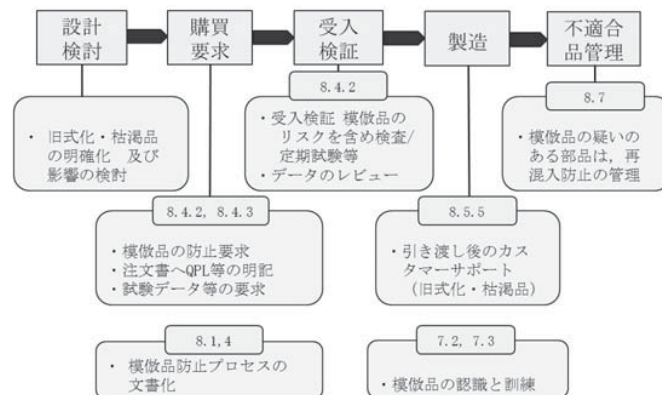 設計
検討
購買
要求
受入
検証
製造
不適合
品管理
・ 旧式化・枯渇品
の明確化 及び
影響の検討
8.4.2
・受入検証 模倣品の
リスクを含め検査/
定期試験等
・データのレビュー
8.7
・模倣品の疑いの
ある部品は，再
混入防止の管理
8.4.2, 8.4.3
・模倣品の防止要求
・注文書へQPL等の明記
・試験データ等の要求
8.5.5
・引き渡し後のカス
タマーサポート
（旧式化・枯渇品）
8.1,4
・ 模倣品防止プロセスの
文書化
7.2, 7.3
・模倣品の認識と訓練